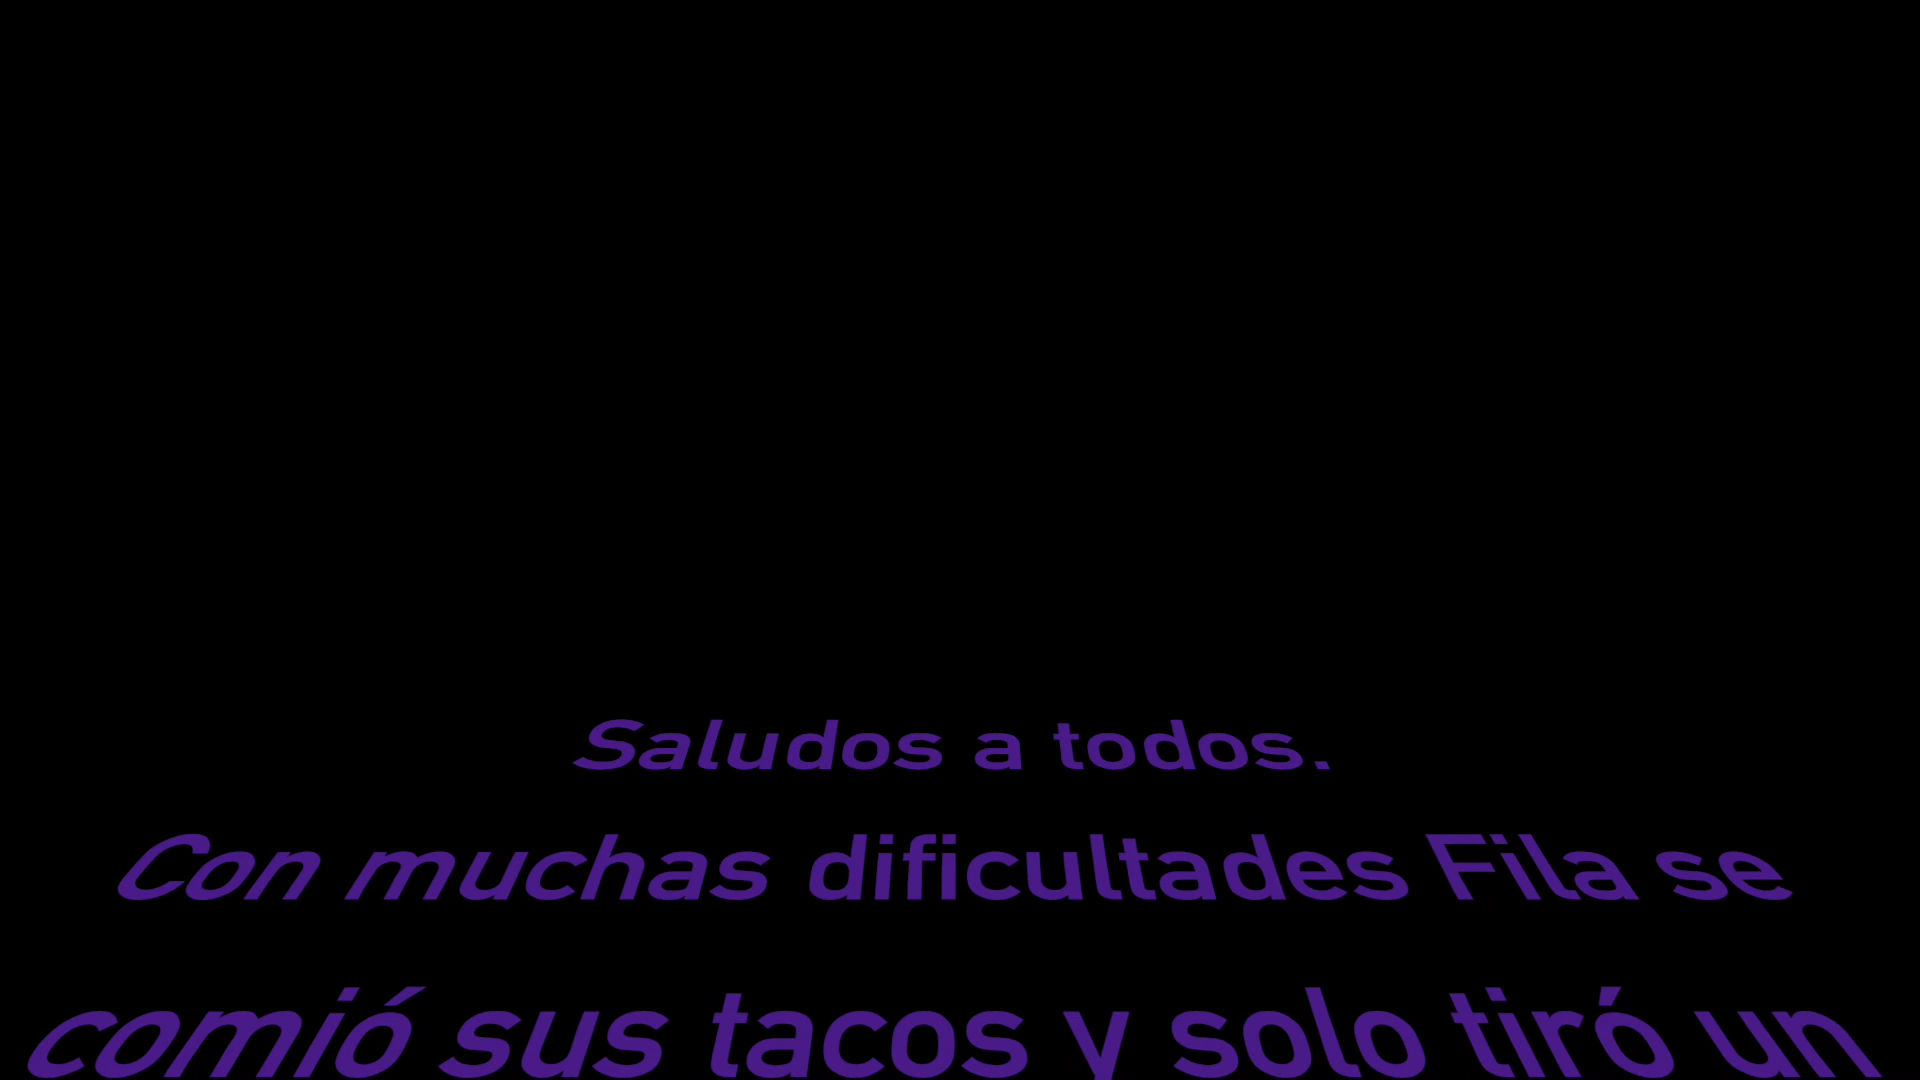 Saludos a todos.
Con muchas dificultades Fila se
comió sus tacos y solo tiró un